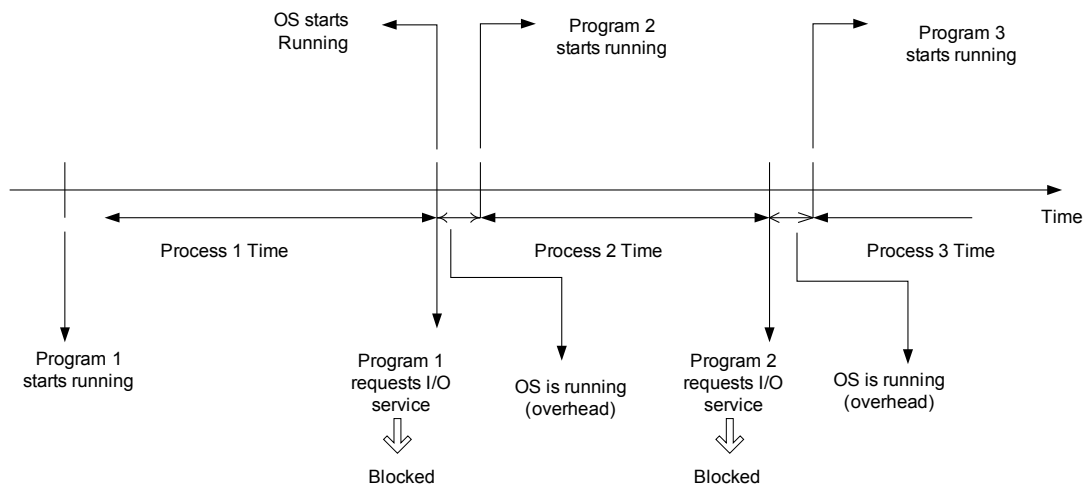 OS starts
Running
Program 2
starts running
Program 3
starts running
Time
Process 1 Time
Process 2 Time
Process 3 Time
Program 1
starts running
Program 1
requests I/O
service
OS is running
(overhead)
Program 2
requests I/O
service
OS is running
(overhead)
Blocked
Blocked